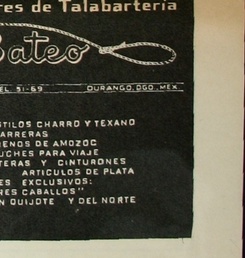 res de Talabartería
Bateo
EL. 51-69 DURANGO, DGO. MEX.
STILOS CHARRO Y TEXANO
ARRERAS
RENOS DE AMOZOC
UCHES PARA VIAJE
TERAS Y CINTURONES
ARTICULOS DE PLATA
ES EXCLUSIVOS:
RES CABALLOS"
N QUIJOTE Y DEL NORTE